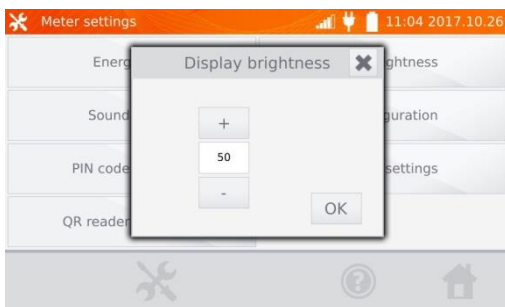 Meter settings 11:04 2017.10.26
Display brightness
Energ ghtness
Sound guration
PIN code settings
QR reader
+
50
-
OK